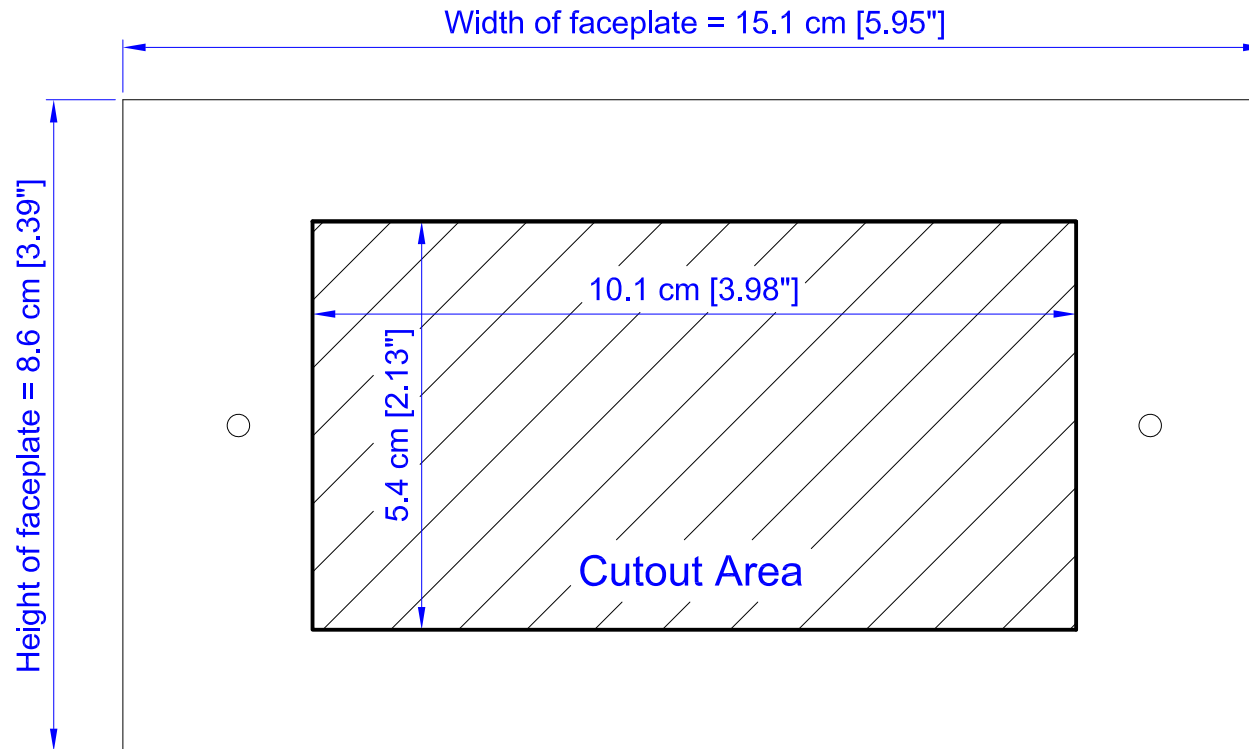 Width of faceplate = 15.1 cm [5.95"]
Height of faceplate = 8.6 cm [3.39"]
10.1 cm [3.98"]
5.4 cm [2.13"]
Cutout Area